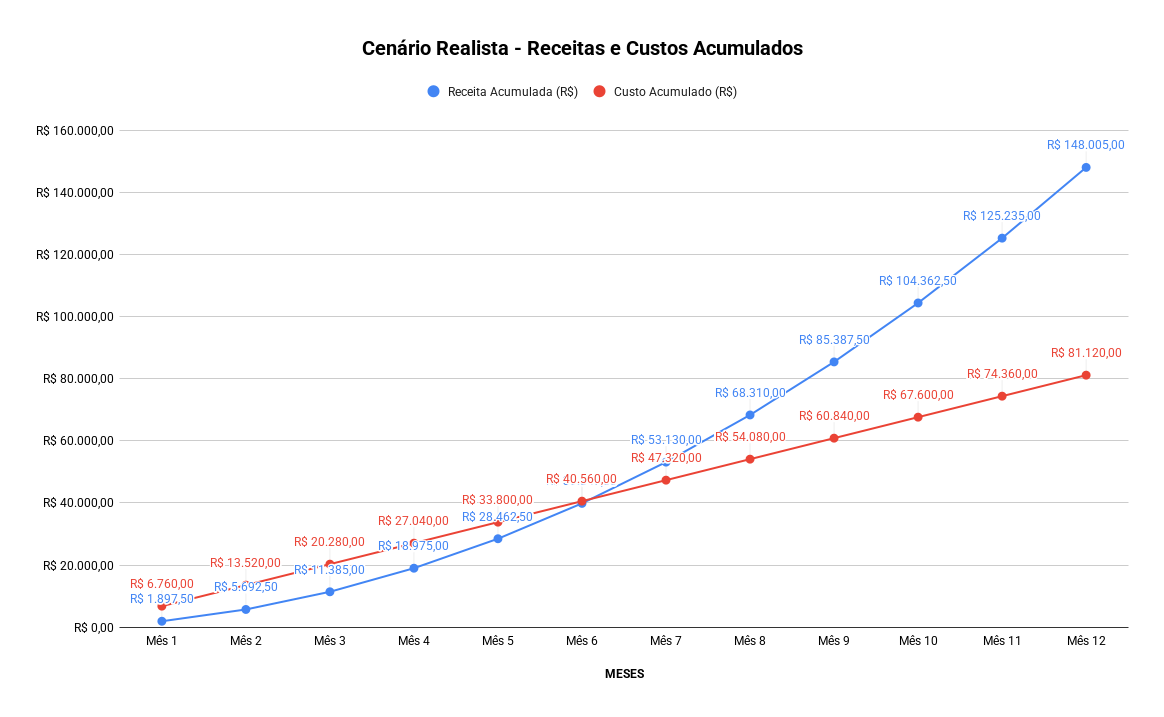 Cenário Realista - Receitas e Custos Acumulados
Receita Acumulada (R$) Custo Acumulado (R$)
R$ 160.000,00
R$ 148.005,00
R$ 140.000,00
R$ 125.235,00
R$ 120.000,00
R$ 104.362,50
R$ 100.000,00
R$ 85.387,50
R$ 81.120,00
R$ 80.000,00
R$ 74.360,00
R$ 68.310,00
R$ 67.600,00
R$ 60.840,00
R$ 60.000,00
R$ 53.130,00
R$ 54.080,00
R$ 47.320,00
R$ 40.560,00
R$ 40.000,00
R$ 33.800,00
R$ 28.462,50
R$ 27.040,00
R$ 20.280,00
R$ 18.975,00
R$ 20.000,00
R$ 13.520,00
R$ 11.385,00
R$ 6.760,00
R$ 5.692,50
R$ 1.897,50
R$ 0,00
Mês 1 Mês 2 Mês 3 Mês 4 Mês 5 Mês 6 Mês 7 Mês 8 Mês 9 Mês 10 Mês 11 Mês 12
MESES